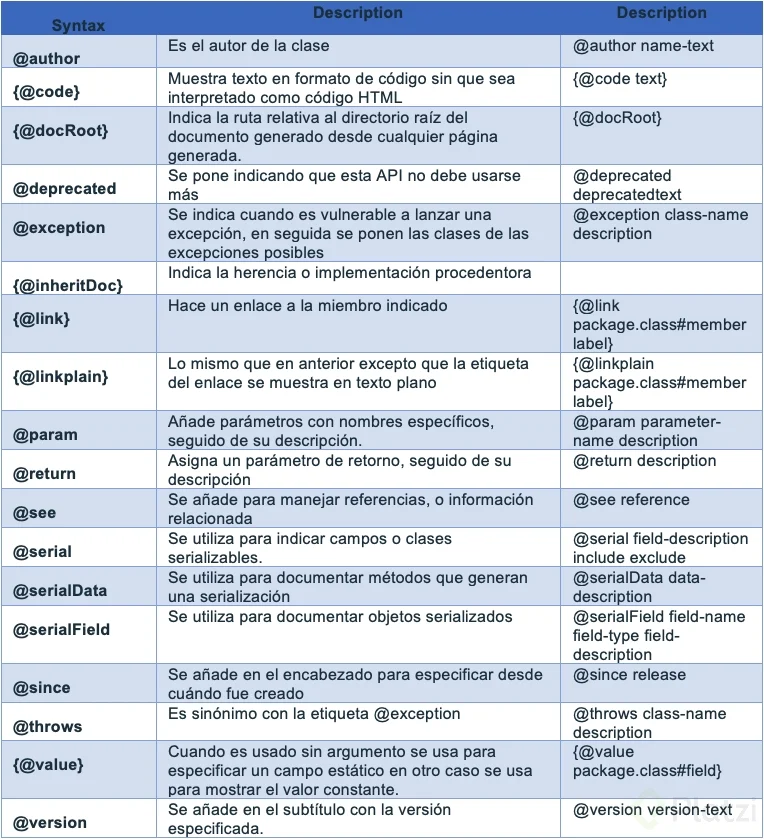 Syntax
Description
Description
@author
Es el autor de la clase
@author name-text
{@code}
Muestra texto en formato de código sin que sea
interpretado como código HTML
{@code text}
{@docRoot}
Indica la ruta relativa al directorio raíz del
documento generado desde cualquier página
generada.
{@docRoot}
@deprecated
Se pone indicando que esta API no debe usarse
más
@deprecated
deprecatedtext
@exception
Se indica cuando es vulnerable a lanzar una
excepción, en seguida se ponen las clases de las
excepciones posibles
@exception class-name
description
{@inheritDoc}
Indica la herencia o implementación procedentora
{@link}
Hace un enlace a la miembro indicado
{@link
package.class#member
label}
{@linkplain}
Lo mismo que en anterior excepto que la etiqueta
del enlace se muestra en texto plano
{@linkplain
package.class#member
label}
@param
Añade parámetros con nombres específicos,
seguido de su descripción.
@param parameter-
name description
@return
Asigna un parámetro de retorno, seguido de su
descripción
@return description
@see
Se añade para manejar referencias, o información
relacionada
@see reference
@serial
Se utiliza para indicar campos o clases
serializables.
@serial field-description
include exclude
@serialData
Se utiliza para documentar métodos que generan
una serialización
@serialData data-
description
@serialField
Se utiliza para documentar objetos serializados
@serialField field-name
field-type field-
description
@since
Se añade en el encabezado para especificar desde
cuándo fue creado
@since release
@throws
Es sinónimo con la etiqueta @exception
@throws class-name
description
{@value}
Cuando es usado sin argumento se usa para
especificar un campo estático en otro caso se usa
para mostrar el valor constante.
{@value
package.class#field}
@version
Se añade en el subtítulo con la versión
especificada.
@version version-text
Platzi